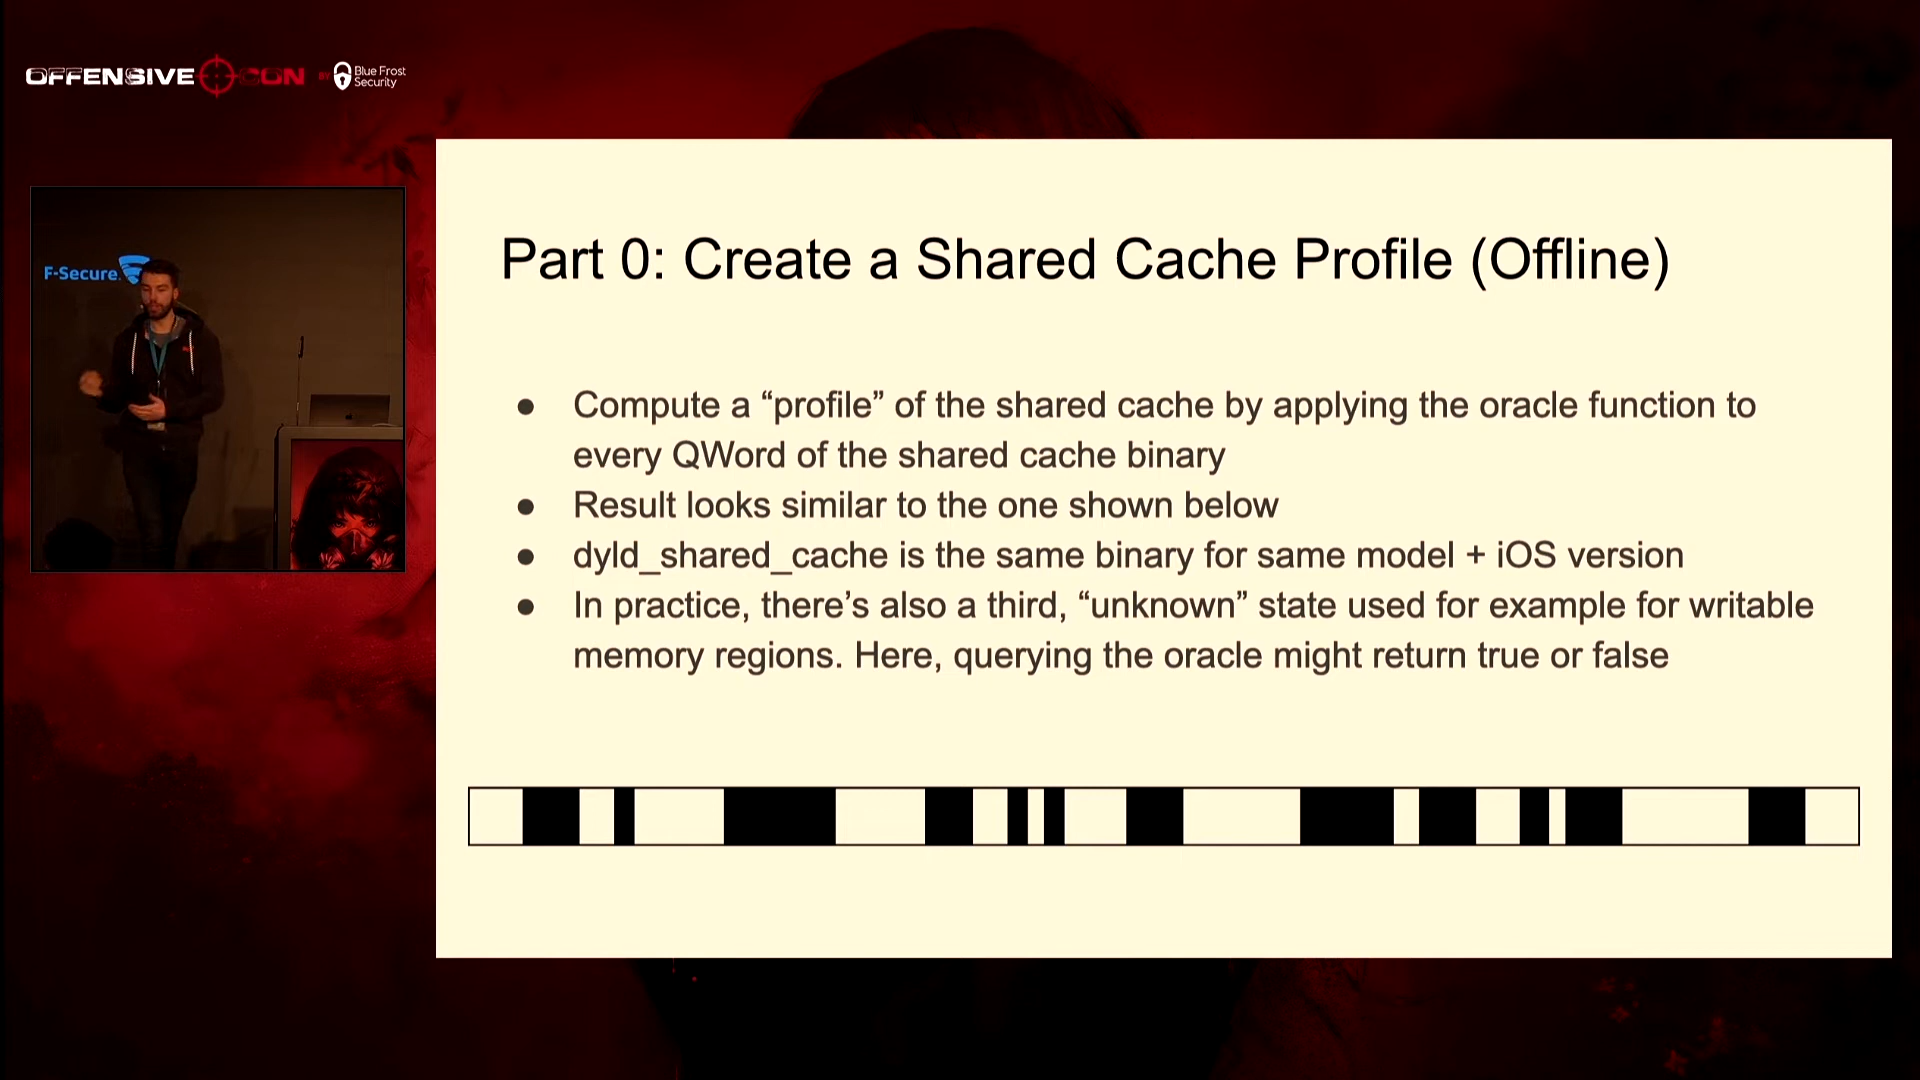 OFFENSIVE CON BY Blue Frost
Security
F-Secure.
Part 0: Create a Shared Cache Profile (Offline)
● Compute a “profile” of the shared cache by applying the oracle function to
every QWord of the shared cache binary
● Result looks similar to the one shown below
● dyld_shared_cache is the same binary for same model + iOS version
● In practice, there’s also a third, “unknown” state used for example for writable
memory regions. Here, querying the oracle might return true or false